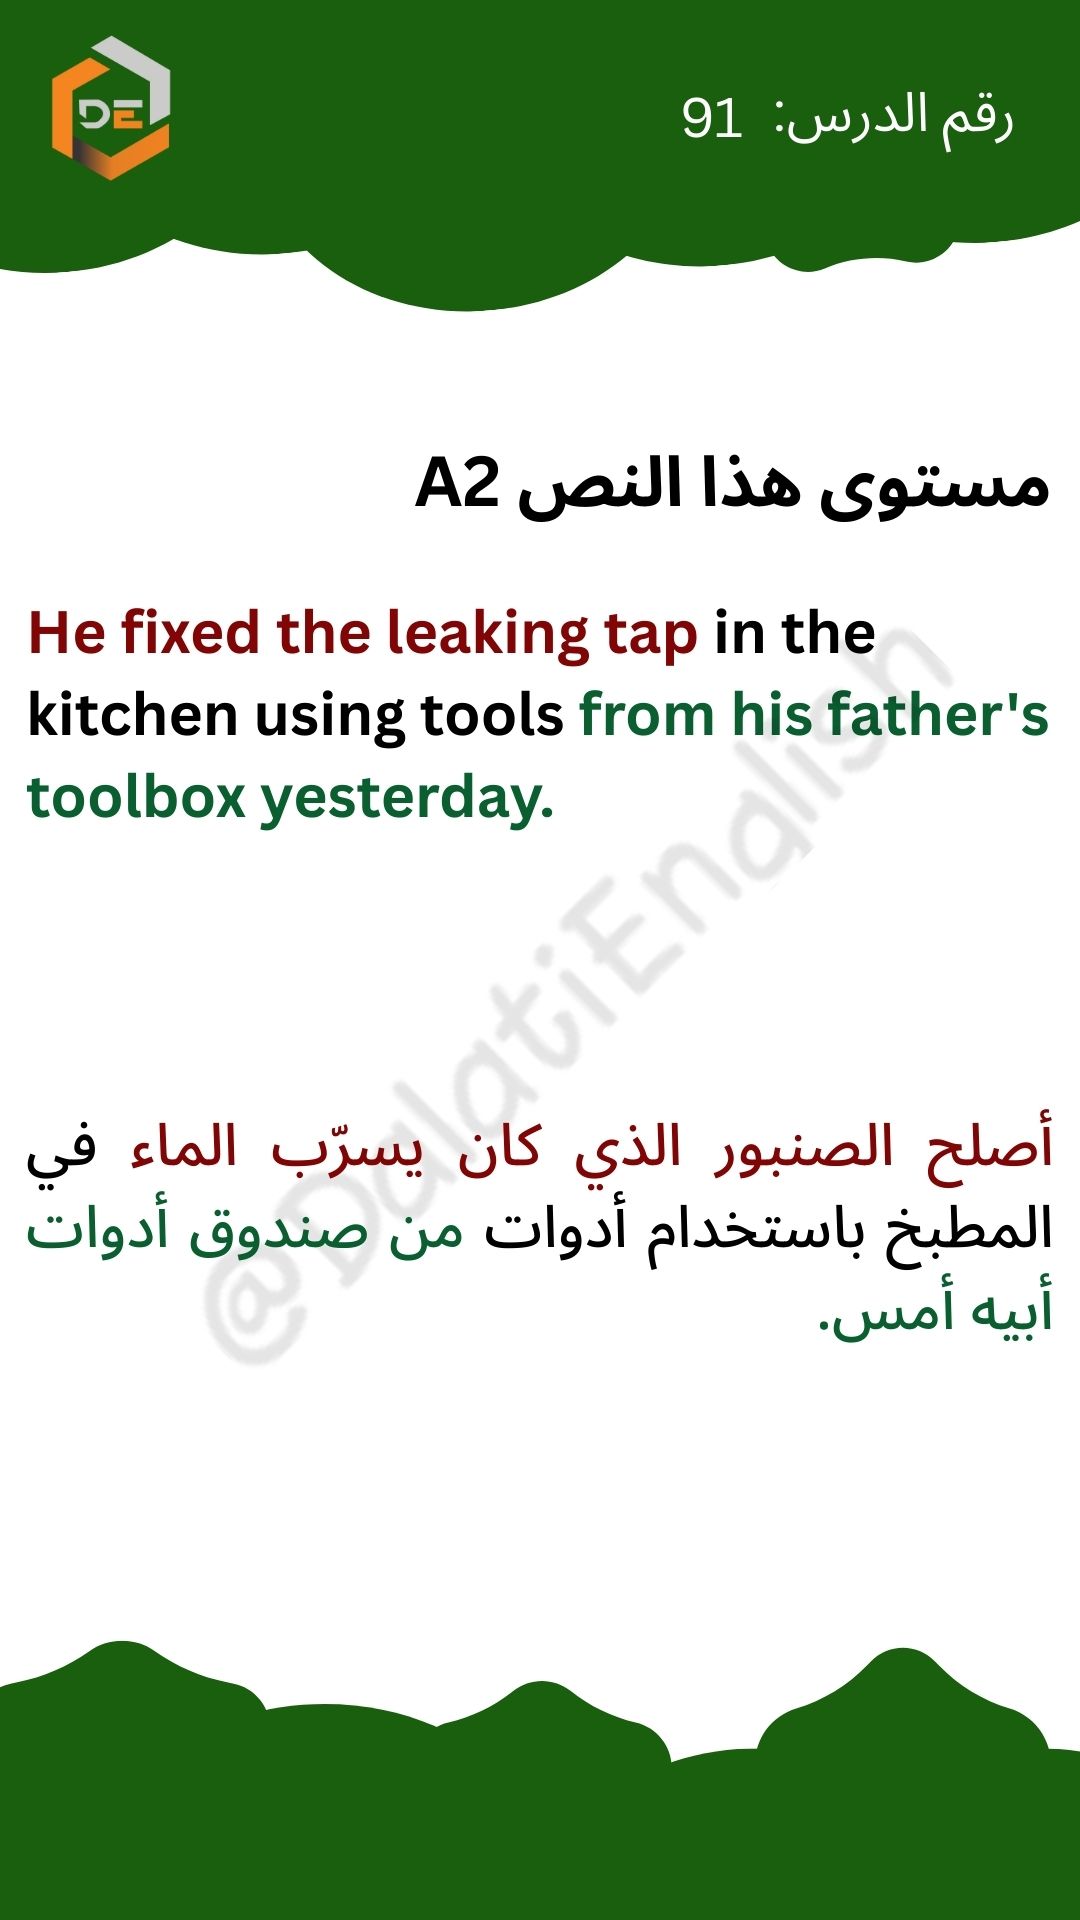 DE
رقم الدرس: 91
مستوى هذا النص A2
He fixed the leaking tap in the
kitchen using tools from his father's
toolbox yesterday.
@DalatiEnglish
أصلح الصنبور الذي كان يسرّب الماء في
المطبخ باستخدام أدوات من صندوق أدوات
أبيه أمس.